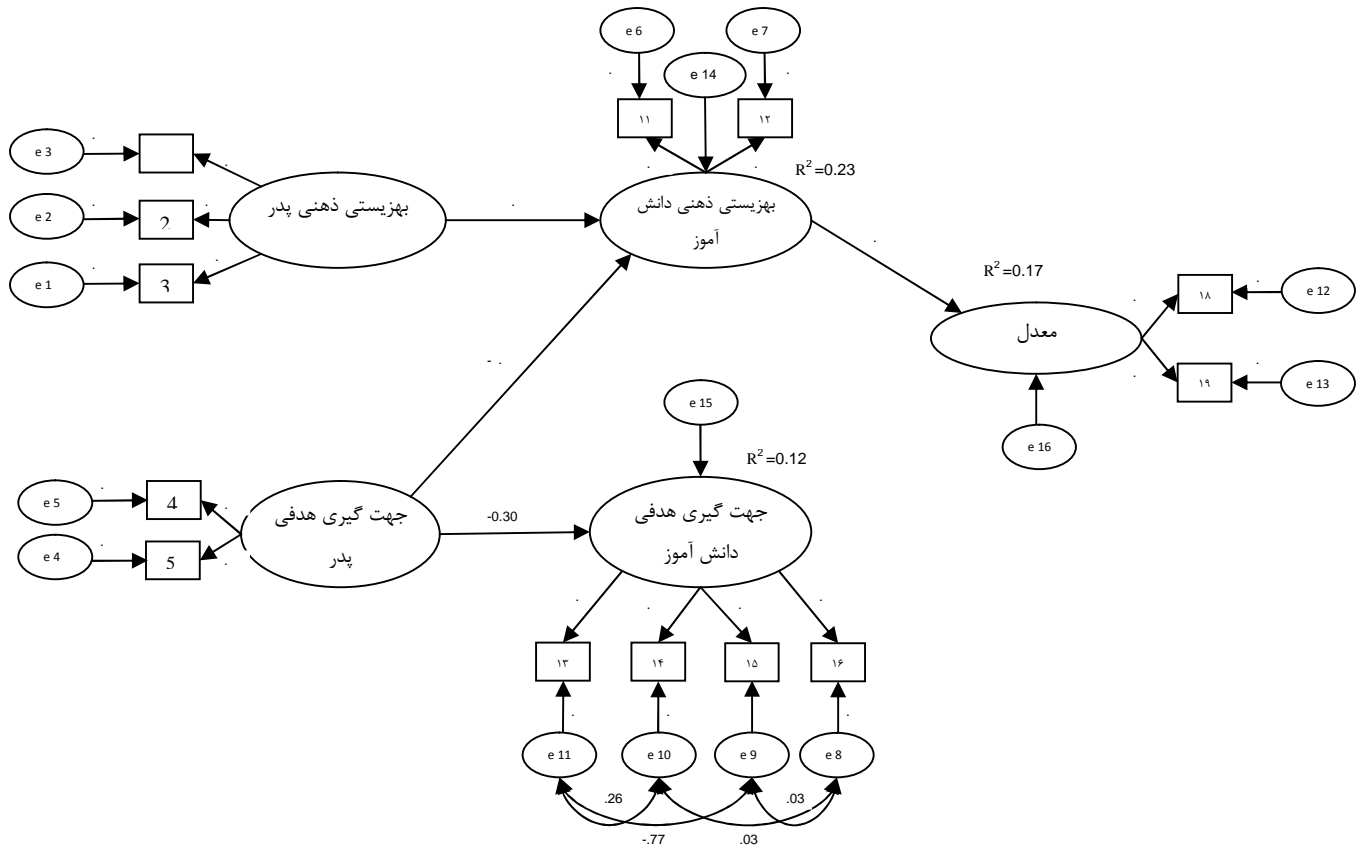 e 6
e 7
e 14
۱۱
۱۲
R²=0.23
e 3
e 2
2
e 1
3
بهزیستی ذهنی پدر
بهزیستی ذهنی دانش
آموز
R²=0.17
معدل
۱۸
e 12
۱۹
e 13
e 16
e 15
R²=0.12
e 5
4
e 4
5
جهت گیری هدفی
پدر
-0.30
جهت گیری هدفی
دانش آموز
۱۳
۱۴
۱۵
۱۶
e 11
e 10
e 9
e 8
.26
.03
-.77
.03